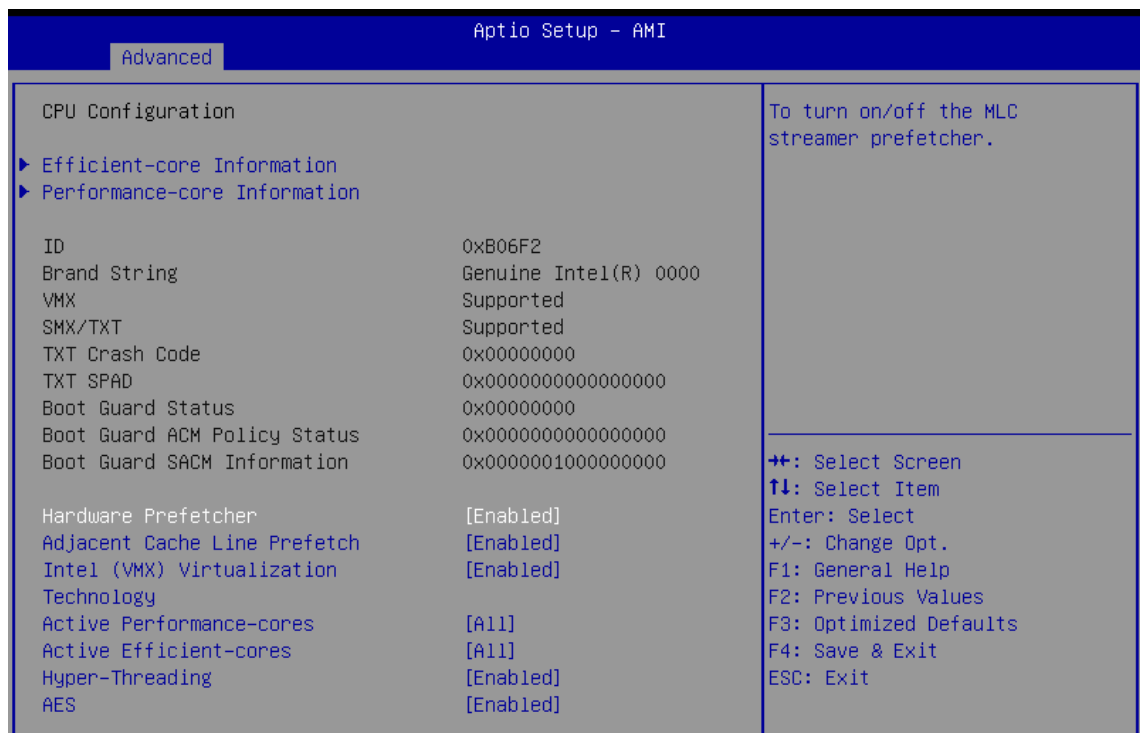 Aptio Setup – AMI
Advanced
CPU Configuration
Efficient-core Information
Performance-core Information
ID 0xB06F2
Brand String Genuine Intel(R) 0000
VMX Supported
SMX/TXT Supported
TXT Crash Code 0x00000000
TXT SPAD 0x0000000000000000
Boot Guard Status 0x00000000
Boot Guard ACM Policy Status 0x0000000000000000
Boot Guard SACM Information 0x0000001000000000
Hardware Prefetcher [Enabled]
Adjacent Cache Line Prefetch [Enabled]
Intel (VMX) Virtualization [Enabled]
Technology
Active Performance-cores [All]
Active Efficient-cores [All]
Hyper-Threading [Enabled]
AES [Enabled]
To turn on/off the MLC
streamer prefetcher.
→←: Select Screen
↑↓: Select Item
Enter: Select
+/-: Change Opt.
F1: General Help
F2: Previous Values
F3: Optimized Defaults
F4: Save & Exit
ESC: Exit